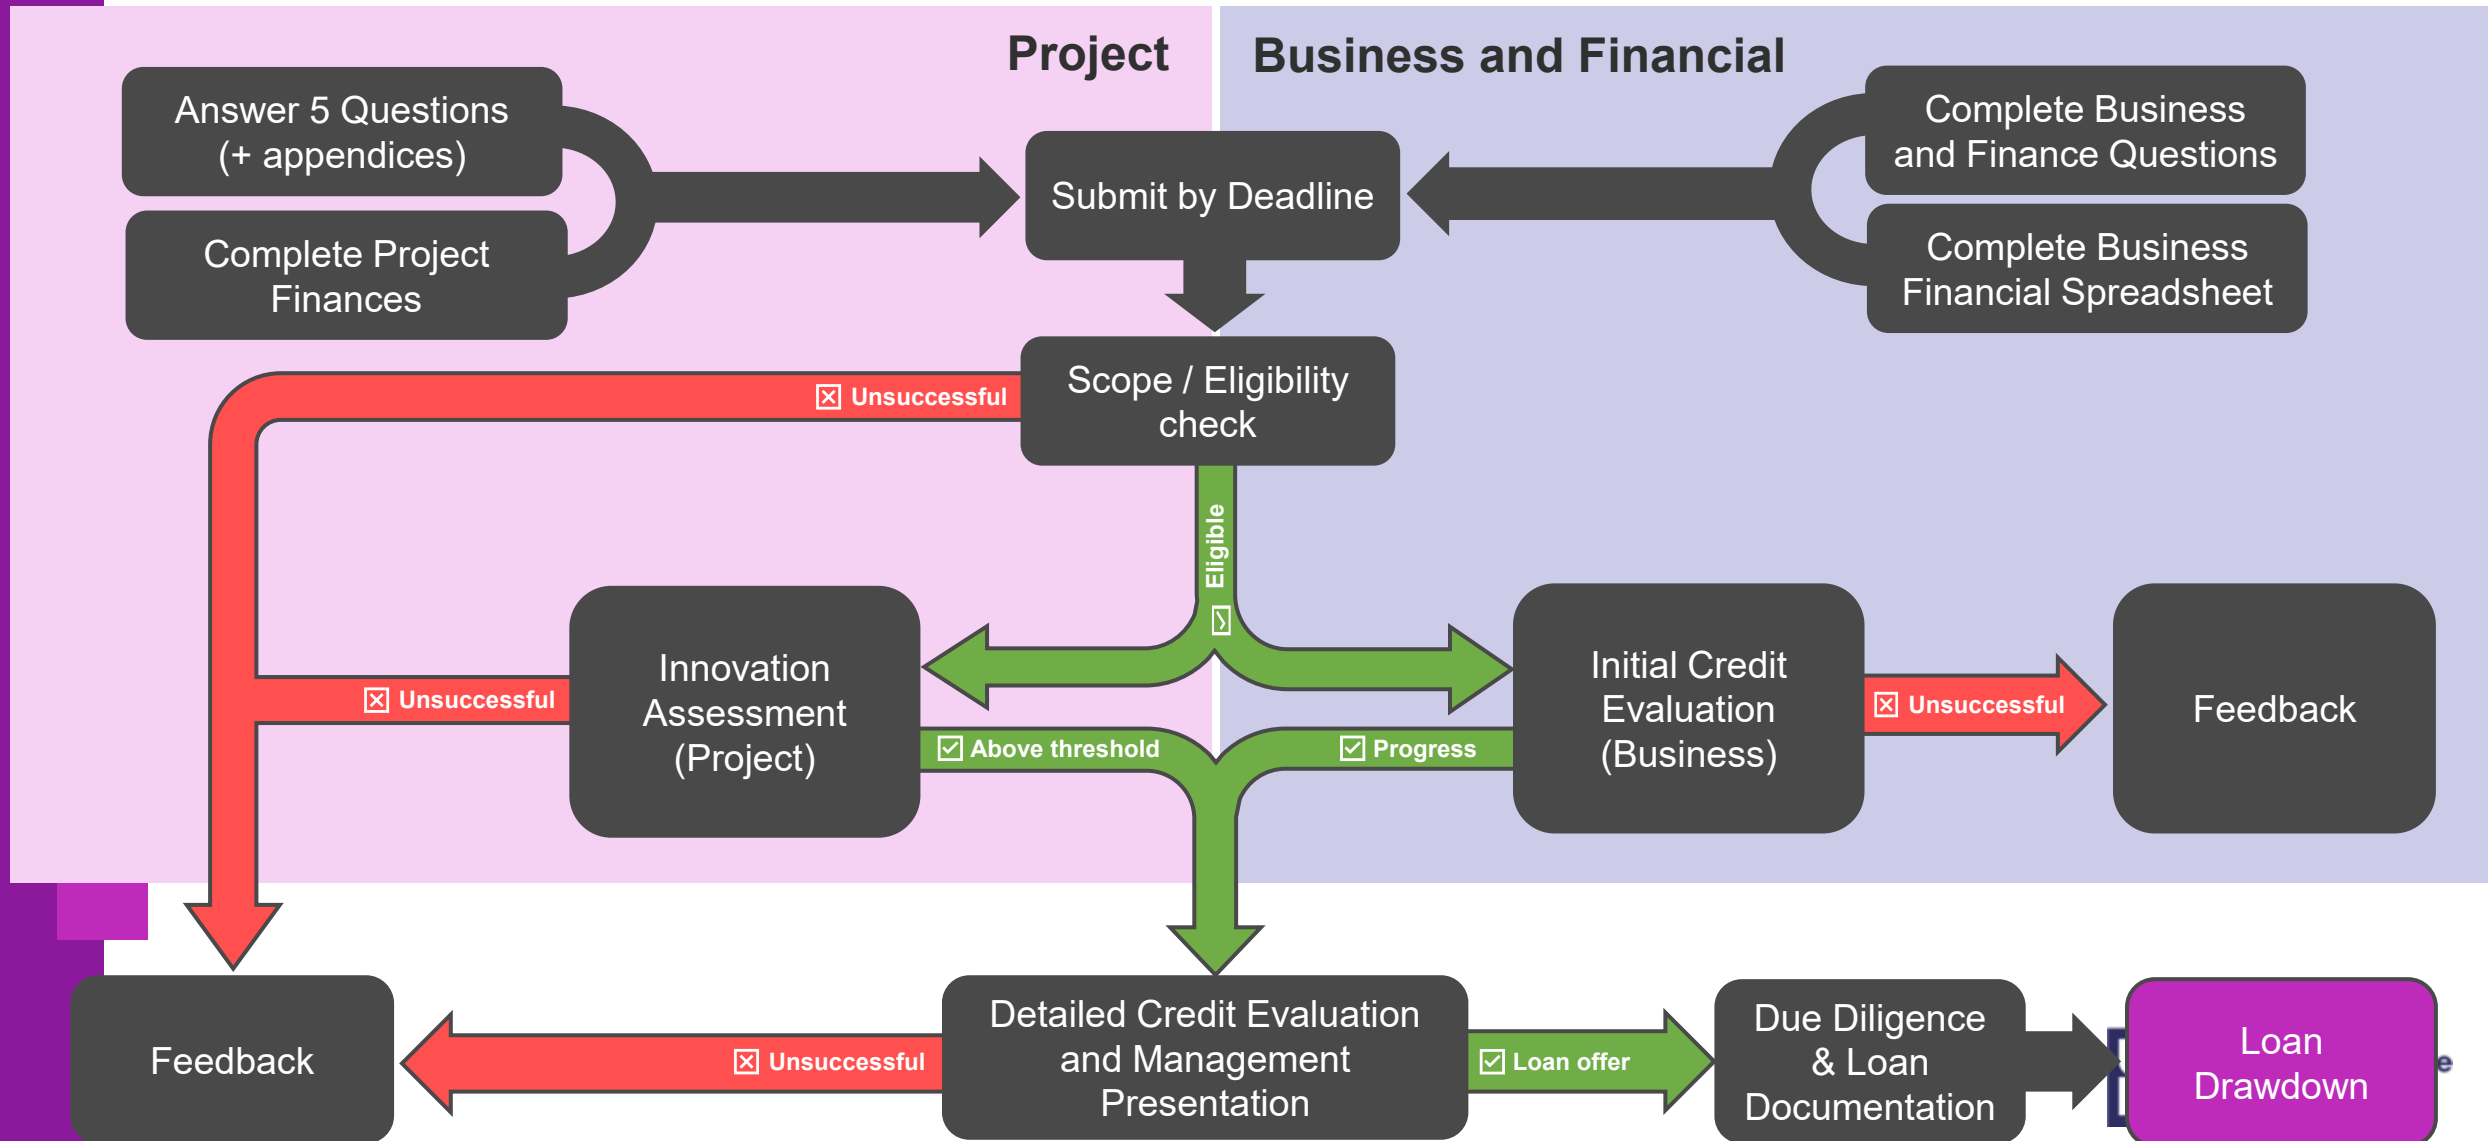 Project
Business and Financial
Answer 5 Questions
(+ appendices)
Complete Project
Finances
Submit by Deadline
Complete Business
and Finance Questions
Complete Business
Financial Spreadsheet
Scope / Eligibility
check
Unsuccessful
Eligible
Innovation
Assessment
(Project)
Unsuccessful
Above threshold
Progress
Initial Credit
Evaluation
(Business)
Unsuccessful
Feedback
Feedback
Unsuccessful
Detailed Credit Evaluation
and Management
Presentation
Loan offer
Due Diligence
& Loan
Documentation
Loan
Drawdown